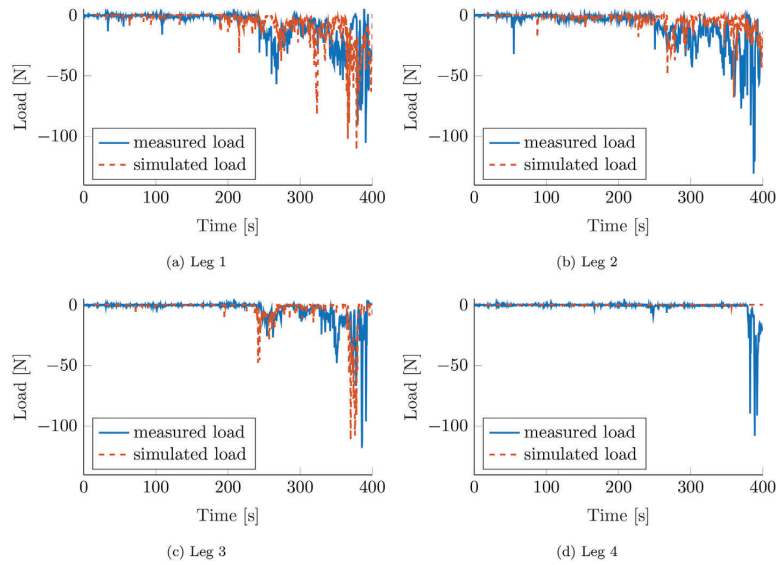 0
−50
−100
Load [N]
measured load
simulated load
0 100 200 300 400
Time [s]
(a) Leg 1
0
−50
−100
Load [N]
measured load
simulated load
0 100 200 300 400
Time [s]
(b) Leg 2
0
−50
−100
Load [N]
measured load
simulated load
0 100 200 300 400
Time [s]
(c) Leg 3
0
−50
−100
Load [N]
measured load
simulated load
0 100 200 300 400
Time [s]
(d) Leg 4